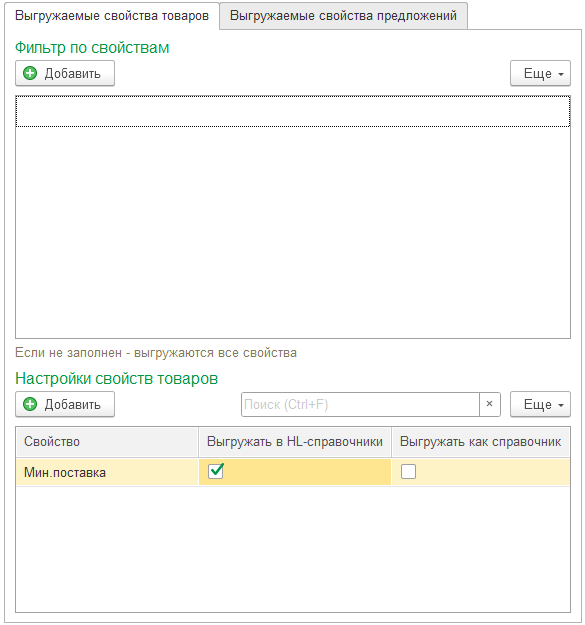 Выгружаемые свойства товаров Выгружаемые свойства предложений
Фильтр по свойствам
Добавить Еще
Если не заполнен - выгружаются все свойства
Настройки свойств товаров
Добавить Поиск (Ctrl+F) × Еще
Свойство Выгружать в HL-справочники Выгружать как справочник
Мин.поставка